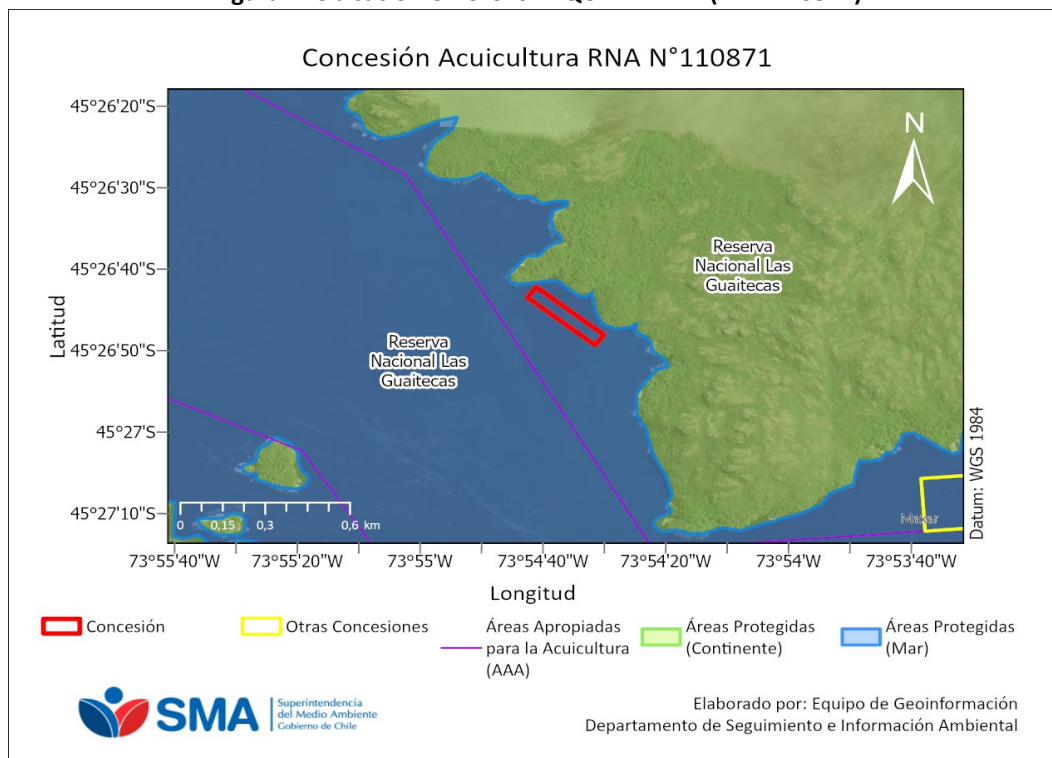 Concesión Acuicultura RNA N°110871
45°26'20"S
45°26'30"S
45°26'40"S
45°26'50"S
45°27'S
45°27'10"S
Latitud
N
Reserva
Nacional Las
Guaitecas
Reserva
Nacional Las
Guaitecas
Datum: WGS 1984
0 0,15 0,3 0,6 km
73°55'40"W 73°55'20"W 73°55'W 73°54'40"W 73°54'20"W 73°54'W 73°53'40"W
Longitud
Concesión
Otras Concesiones
Áreas Apropiadas
para la Acuicultura
(AAA)
Áreas Protegidas
(Continente)
Áreas Protegidas
(Mar)
SMA
Superintendencia
del Medio Ambiente
Gobierno de Chile
Elaborado por: Equipo de Geoinformación
Departamento de Seguimiento e Información Ambiental